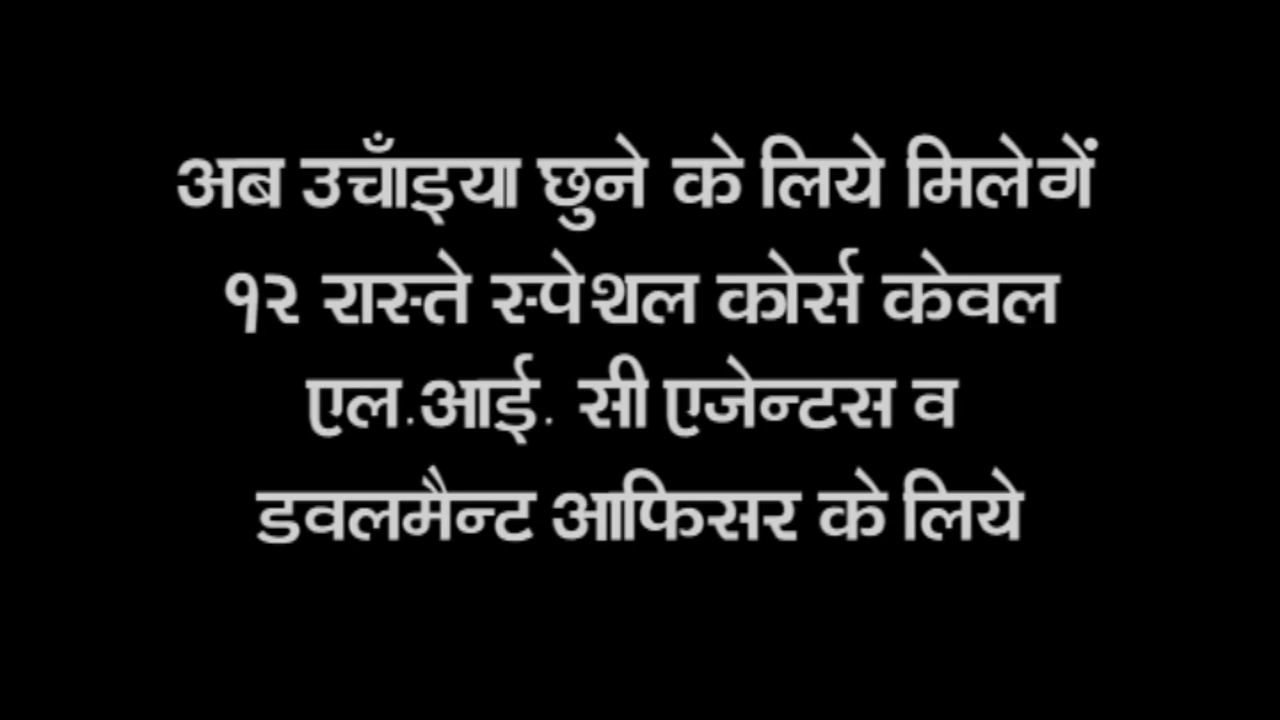 अब उचाँइया छुने के लिये मिलेगें
१२ रास्ते स्पेशल कोर्स केवल
एल.आई. सी एजेन्टस व
डवलमैन्ट आफिसर के लिये